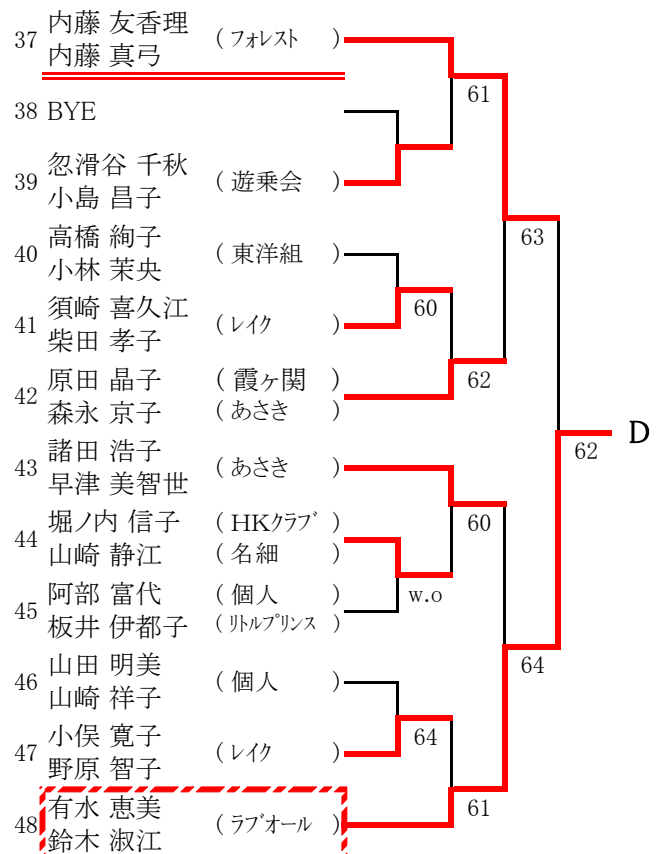 37 内藤 友香理 (フォレスト)
内藤 真弓
61
38 BYE
39 忽滑谷 千秋 (遊乗会)
小島 昌子
63
40 高橋 絢子 (東洋組)
小林 茉央
60
41 須崎 喜久江 (レイク)
柴田 孝子
62
42 原田 晶子 (霞ヶ関)
森永 京子 (あさき)
D
62
43 諸田 浩子 (あさき)
早津 美智世
60
44 堀ノ内 信子 (HKクラブ)
山崎 静江 (名細)
w.o
45 阿部 富代 (個人)
板井 伊都子 (リトルプリンス)
64
46 山田 明美 (個人)
山崎 祥子
64
47 小俣 寛子 (レイク)
野原 智子
61
48 有水 恵美 (ラブオール)
鈴木 淑江